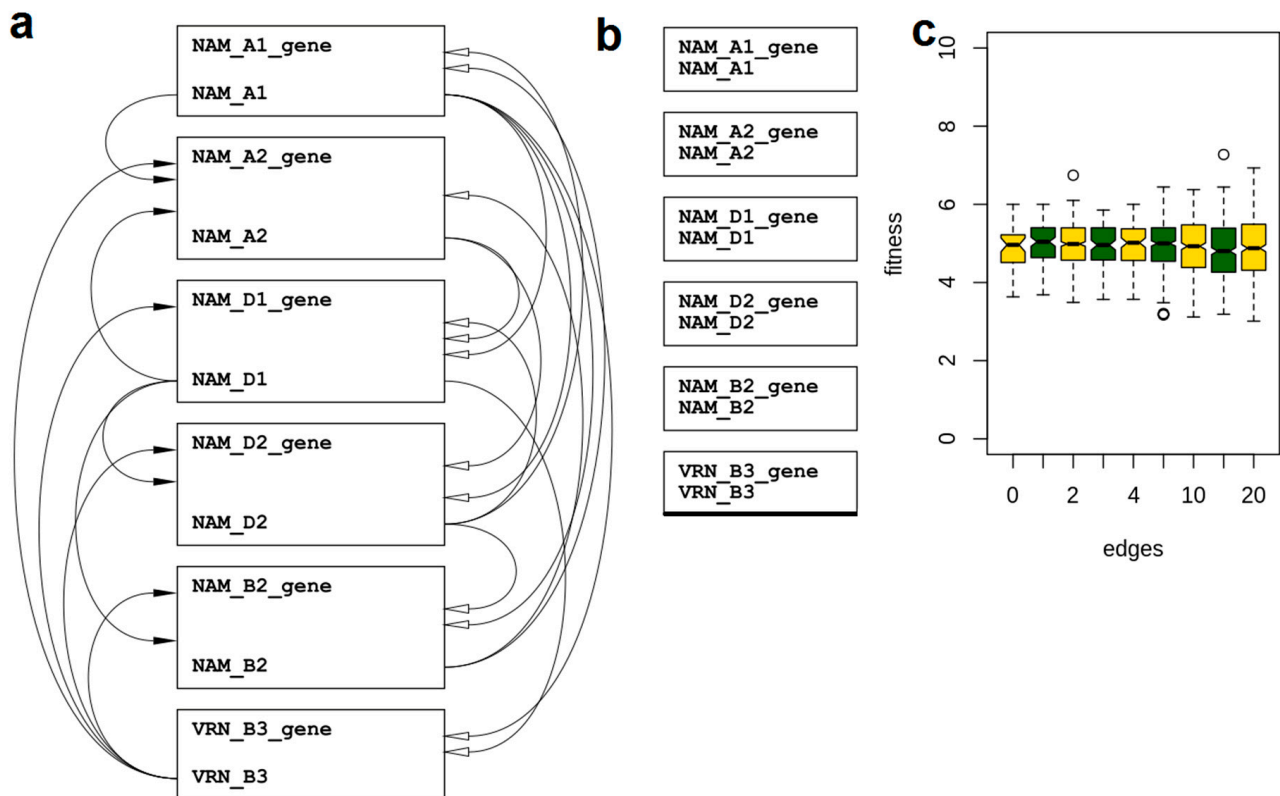 a
NAM_A1_gene
NAM_A1
NAM_A2_gene
NAM_A2
NAM_D1_gene
NAM_D1
NAM_D2_gene
NAM_D2
NAM_B2_gene
NAM_B2
VRN_B3_gene
VRN_B3
b
NAM_A1_gene
NAM_A1
NAM_A2_gene
NAM_A2
NAM_D1_gene
NAM_D1
NAM_D2_gene
NAM_D2
NAM_B2_gene
NAM_B2
VRN_B3_gene
VRN_B3
c
10
8
6
4
2
0
fitness
0 2 4 10 20
edges